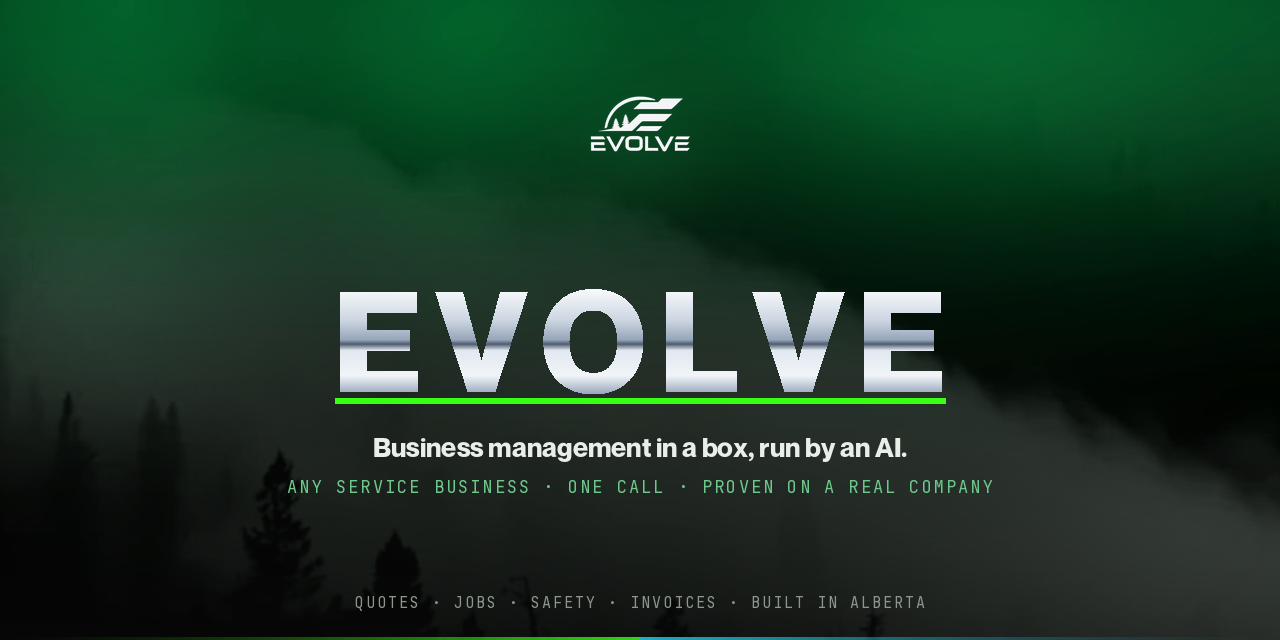 EVOLVE
EVOLVE
Business management in a box, run by an AI.
ANY SERVICE BUSINESS · ONE CALL · PROVEN ON A REAL COMPANY
QUOTES · JOBS · SAFETY · INVOICES · BUILT IN ALBERTA